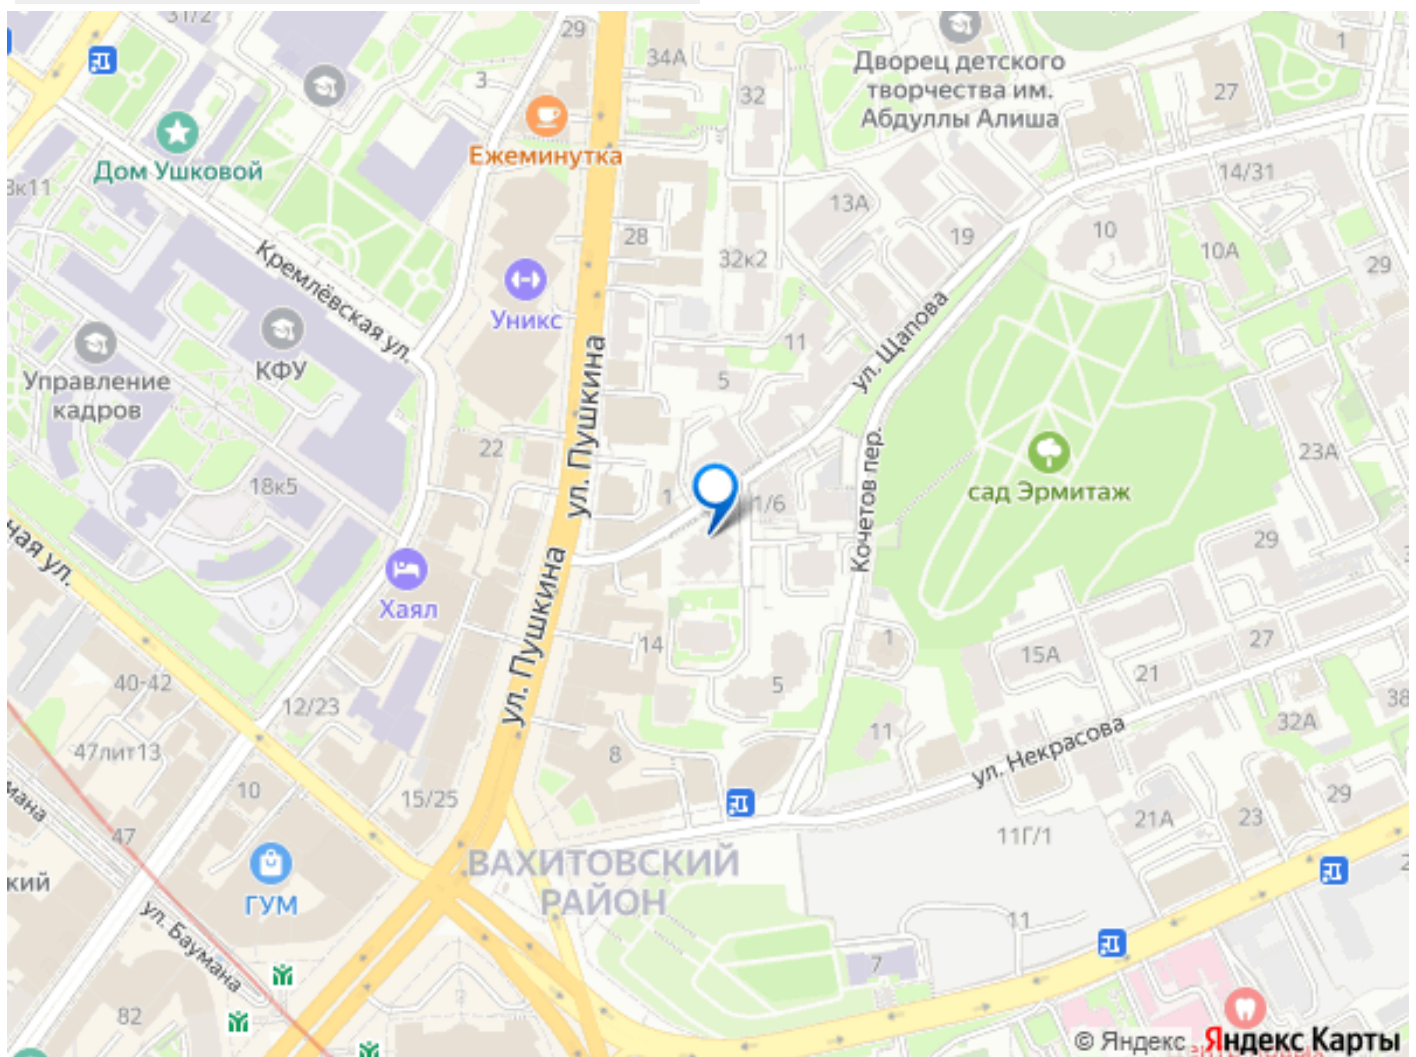 31/2
29
34А
3
32
Дворец детского
творчества им.
Абдуллы Алиша
1
27
Ежеминутка
Дом Ушковой
3к11
14/31
13А
28
32к2
19
10
10А
29
Кремлёвская ул.
Уникс
КФУ
Управление
кадров
11
5
ул. Щапова
ул. Пушкина
22
18к5
1
1/6
Кочетов пер.
сад Эрмитаж
23А
29
ная ул.
Хаял
ул. Пушкина
14
1
15А
27
21
5
40-42
12/23
38
32А
47лит13
8
11
ул. Некрасова
10
15/25
мана
47
29
21А
23
11Г/1
ВАХИТОВСКИЙ
РАЙОН
ский
ГУМ
ул. Баумана
11
7
82
© Яндекс Яндекс Карты